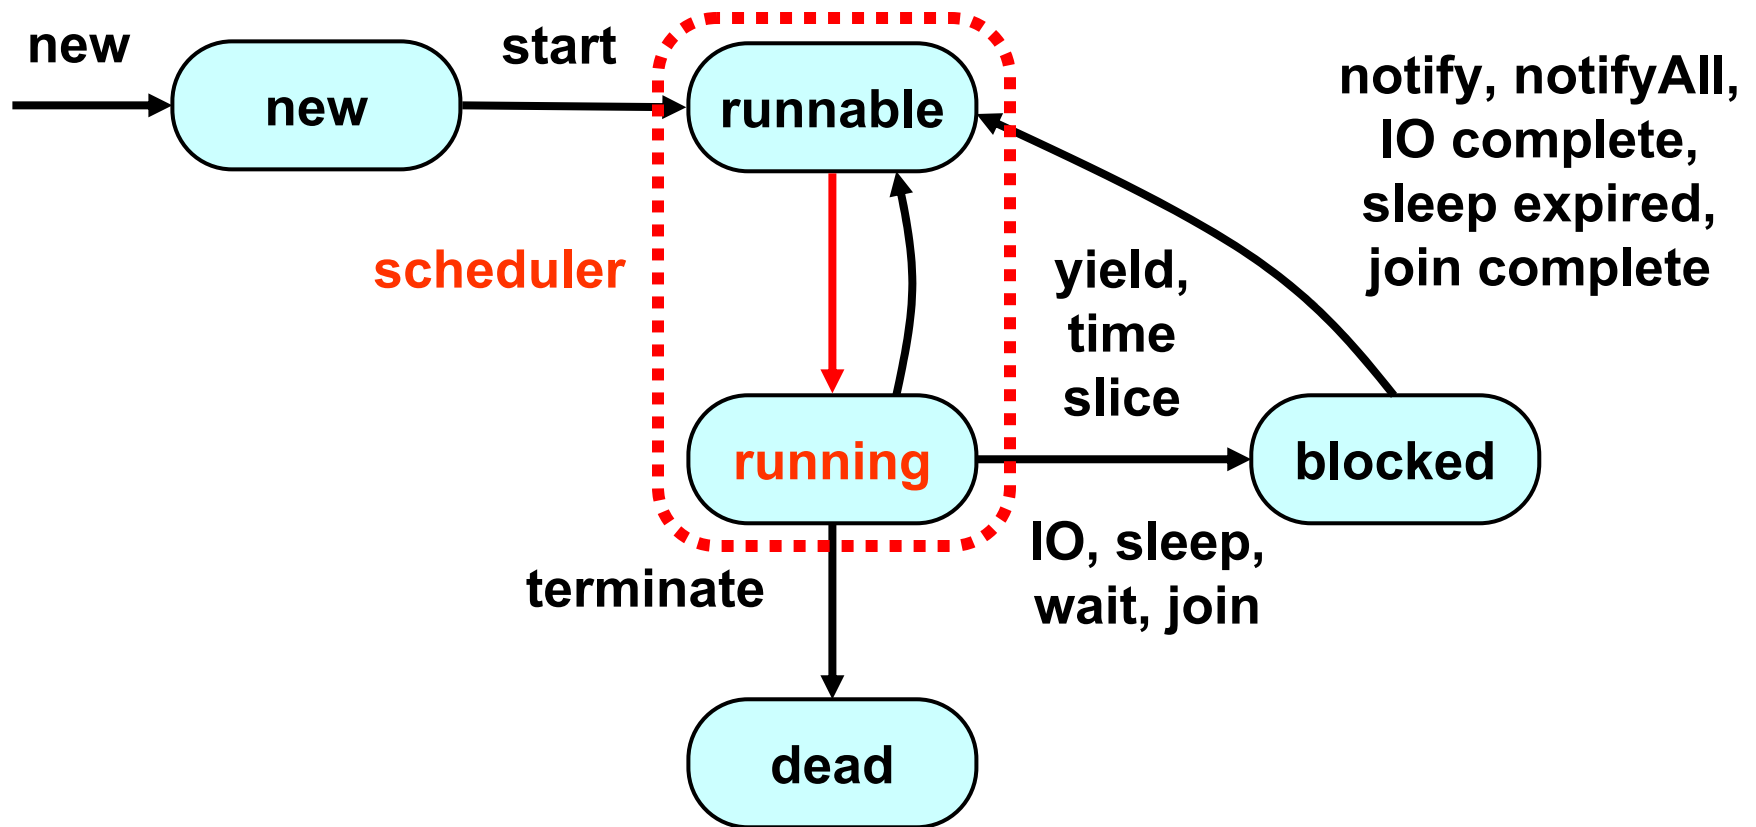 new
new
start
runnable
notify, notifyAll,
IO complete,
sleep expired,
join complete
scheduler
yield,
time
slice
running
blocked
IO, sleep,
wait, join
terminate
dead